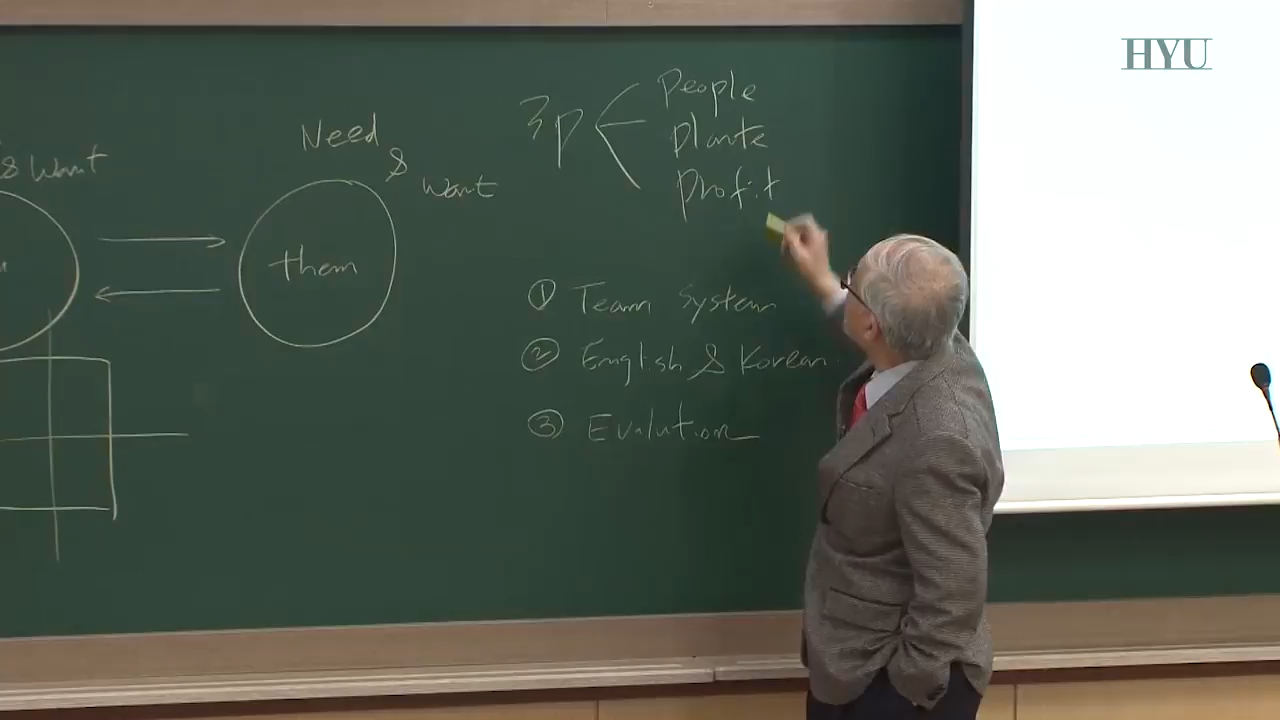 & Want
Need
&
Want
them
3p
People
Plante
Profit
① Team System
② English & Korean
③ Evalution
HYU